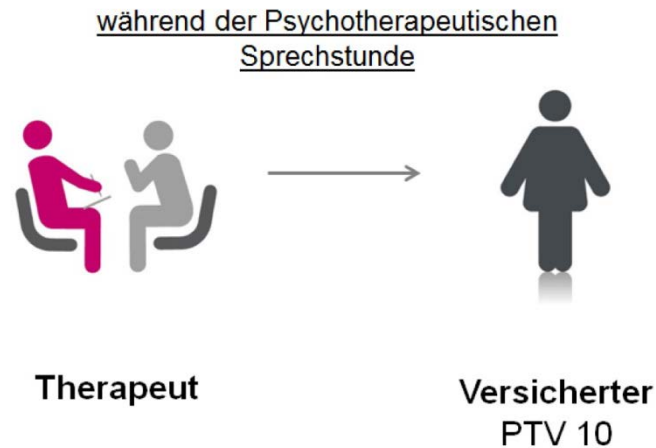 während der Psychotherapeutischen
Sprechstunde
Therapeut
Versicherter
PTV 10